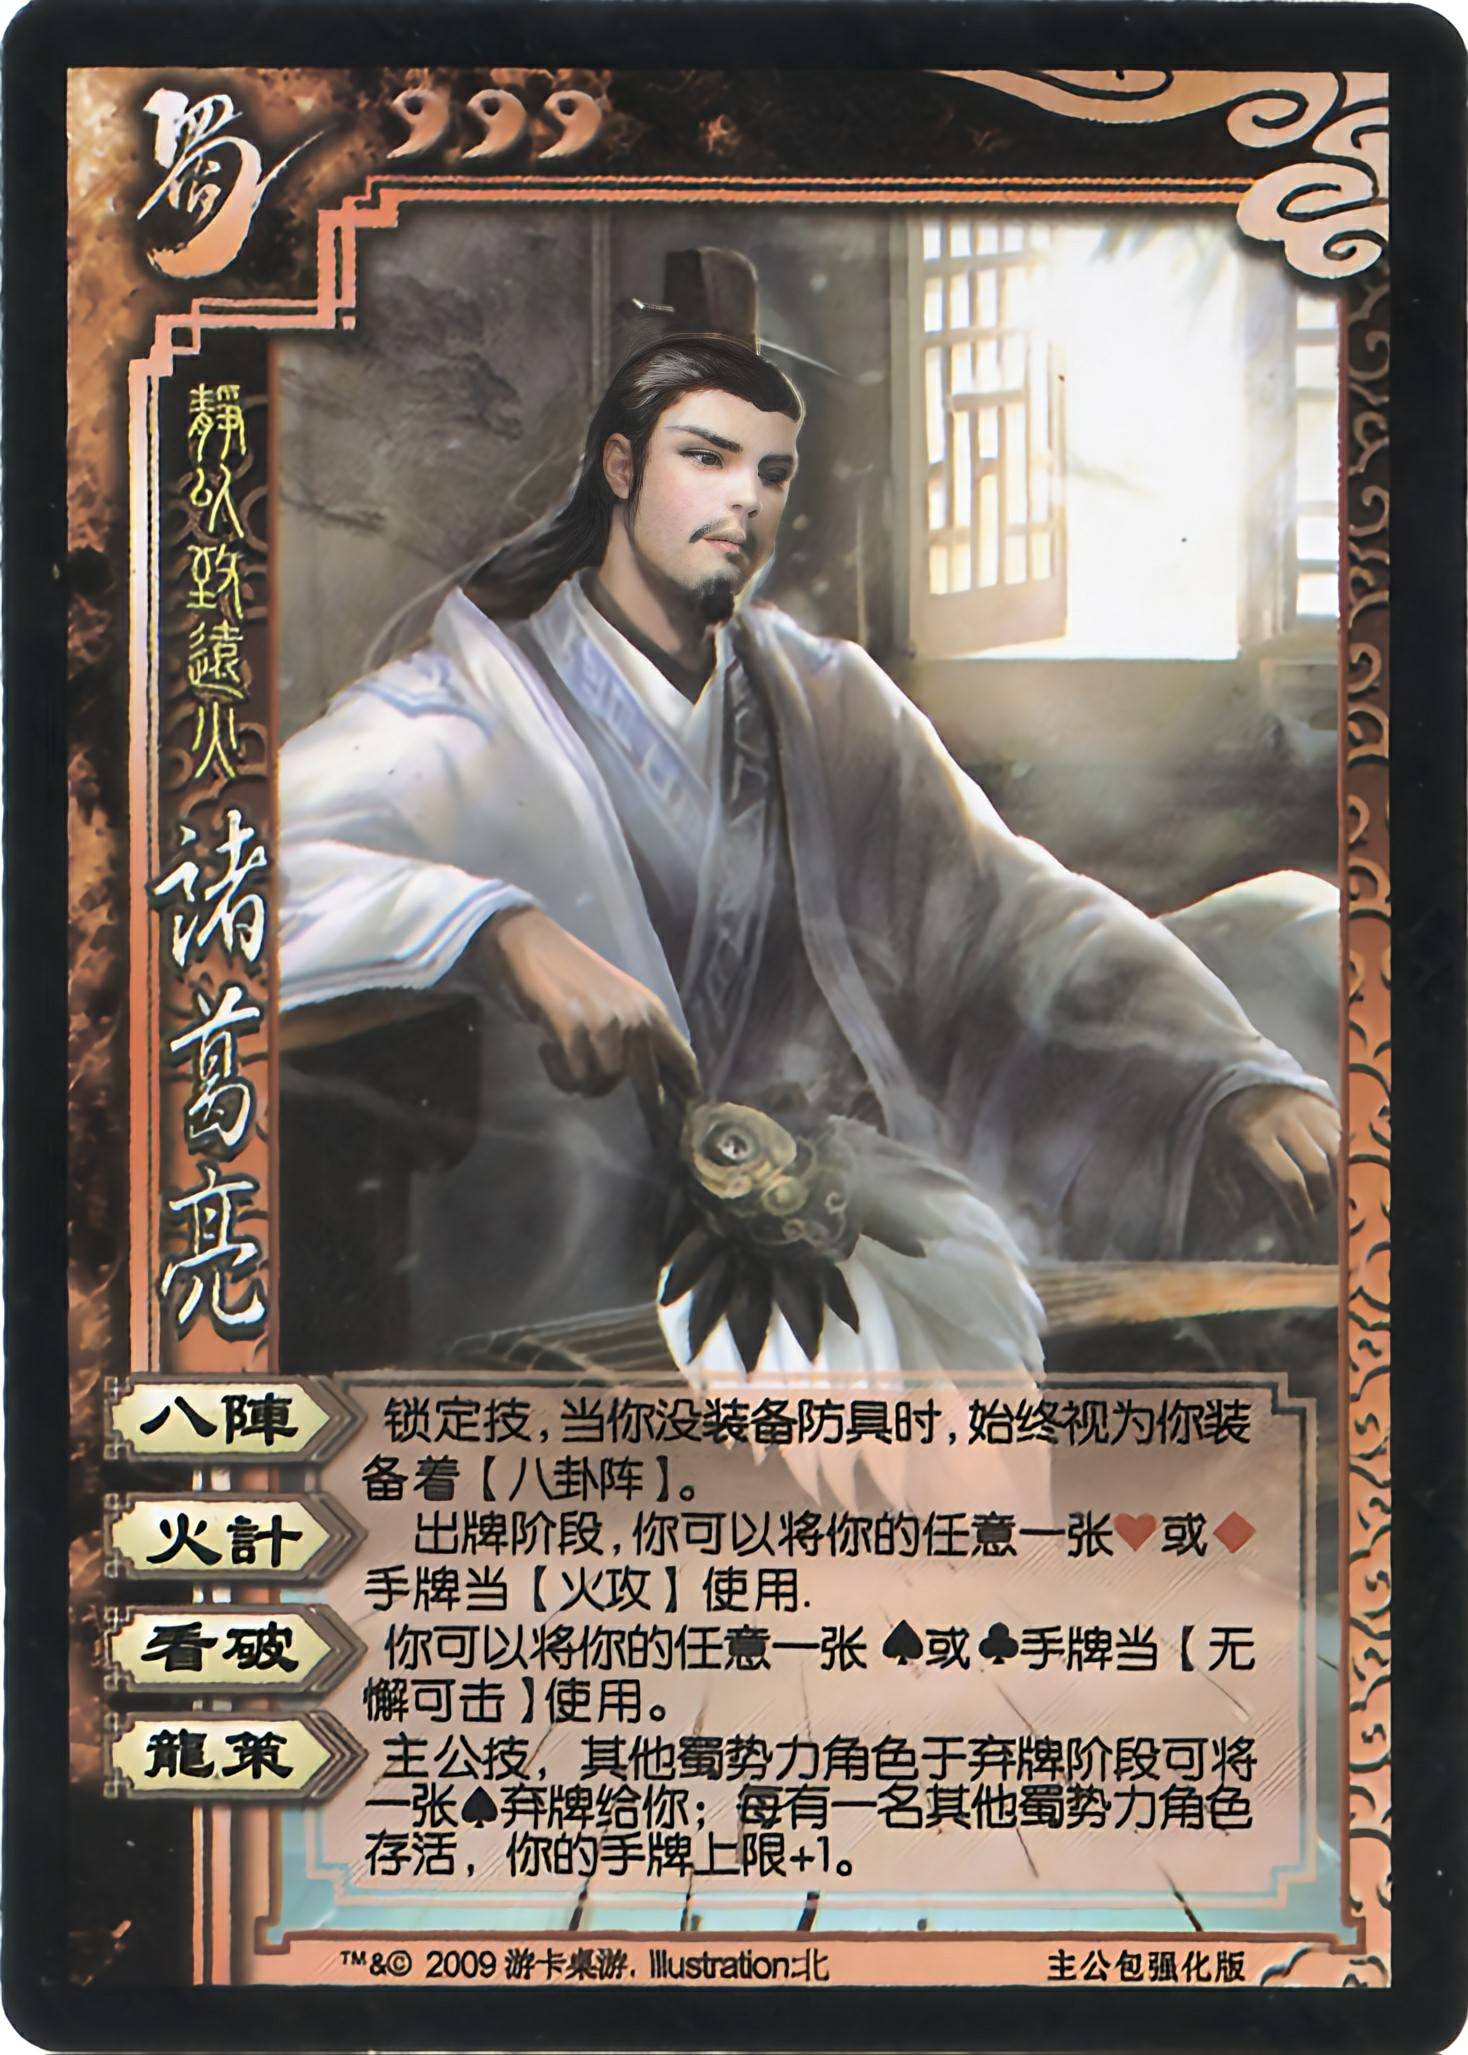 蜀
靜以致遠火
諸葛亮
八陣
锁定技,当你没装备防具时,始终视为你装
备着【八卦阵】。
火計
出牌阶段,你可以将你的任意一张♥或♦
手牌当【火攻】使用.
看破
你可以将你的任意一张♠或♣手牌当【无
懈可击】使用。
龍策
主公技，其他蜀势力角色于弃牌阶段可将
一张♠弃牌给你；每有一名其他蜀势力角色
存活，你的手牌上限+1。
™&© 2009 游卡桌游. Illustration:北
主公包强化版